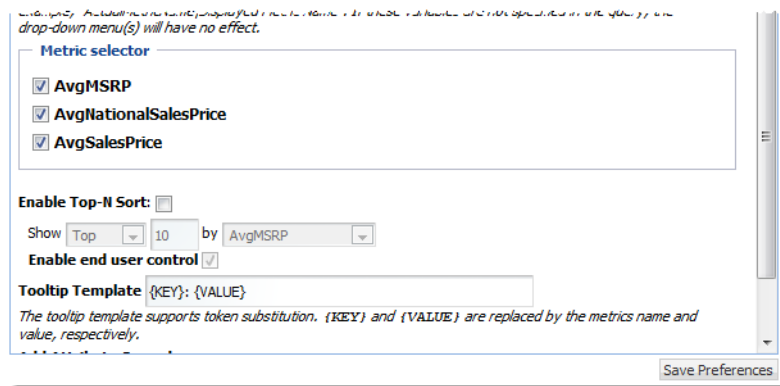 drop-down menu(s) will have no effect.
Metric selector
AvgMSRP
AvgNationalSalesPrice
AvgSalesPrice
Enable Top-N Sort:
Show Top 10 by AvgMSRP
Enable end user control
Tooltip Template {KEY}: {VALUE}
The tooltip template supports token substitution. {KEY} and {VALUE} are replaced by the metrics name and
value, respectively.
Save Preferences